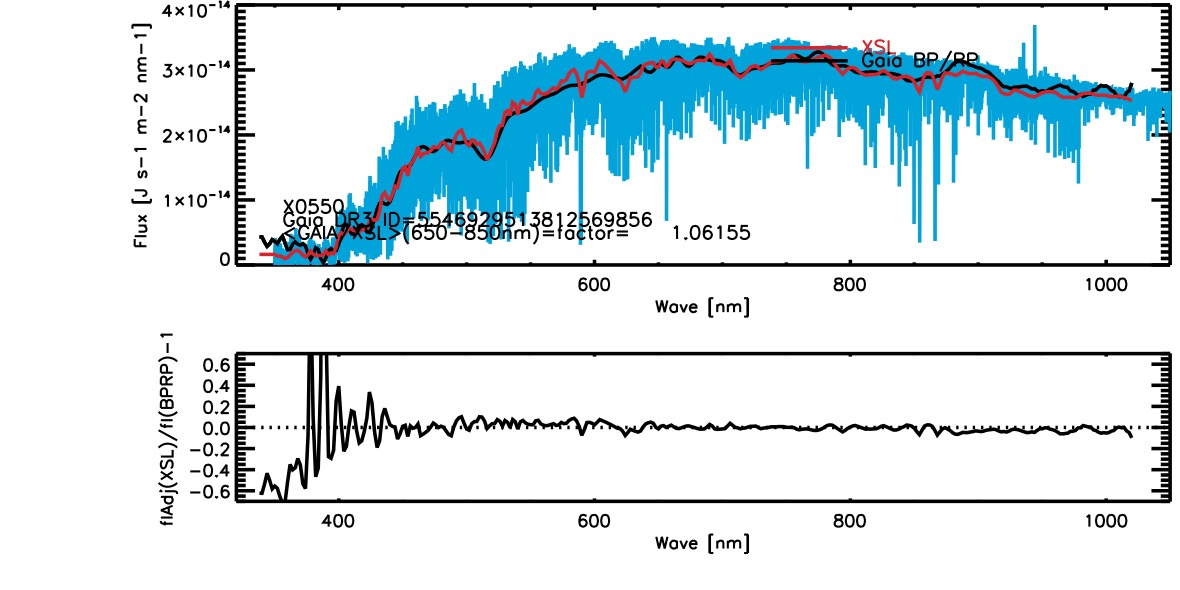 4×10−14
3×10−14
2×10−14
1×10−14
0
Flux [J s−1 m−2 nm−1]
XSL
Gaia BP/RP
X0550
Gaia DR3 ID=5546929513812569856
<GAIA/XSL>(650−850nm)=factor= 1.06155
400 600 800 1000
Wave [nm]
0.6
0.4
0.2
0.0
−0.2
−0.4
−0.6
flAdj(XSL)/fl(BPRP)−1
400 600 800 1000
Wave [nm]